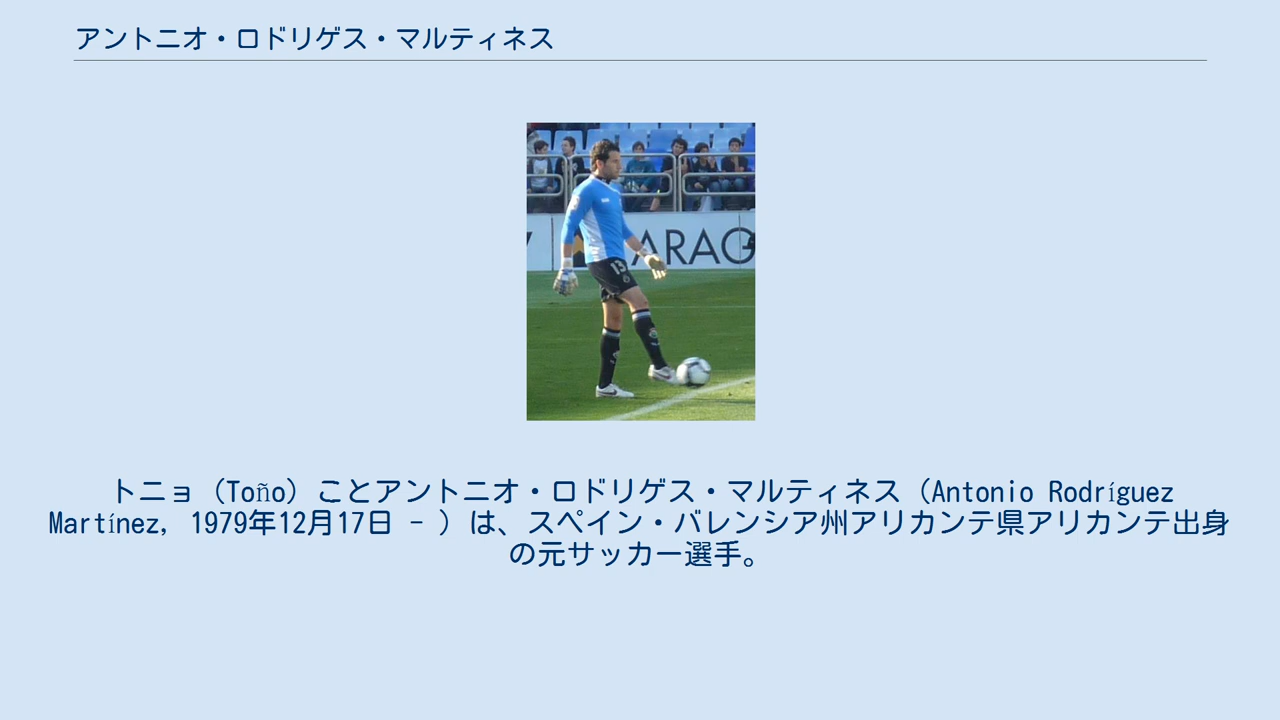 アントニオ・ロドリゲス・マルティネス
ARAG
13
トニョ（Toño）ことアントニオ・ロドリゲス・マルティネス（Antonio Rodríguez
Martínez, 1979年12月17日 - ）は、スペイン・バレンシア州アリカンテ県アリカンテ出身
の元サッカー選手。